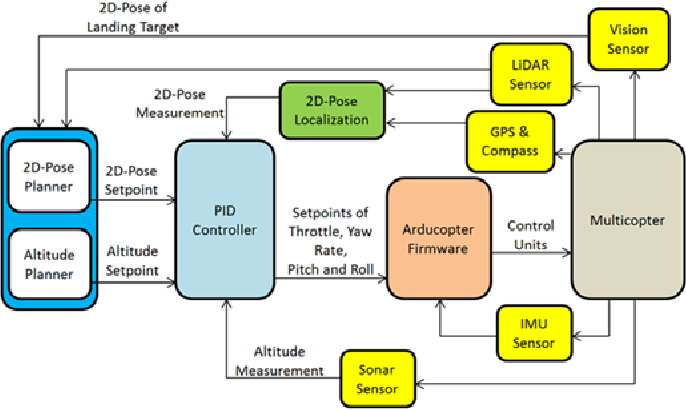 2D-Pose of
Landing Target
Vision
Sensor
LiDAR
Sensor
2D-Pose
Measurement
2D-Pose
Localization
GPS &
Compass
2D-Pose
Planner
2D-Pose
Setpoint
PID
Controller
Setpoints of
Throttle, Yaw
Rate,
Pitch and Roll
Arducopter
Firmware
Control
Units
Multicopter
Altitude
Planner
Altitude
Setpoint
IMU
Sensor
Altitude
Measurement
Sonar
Sensor